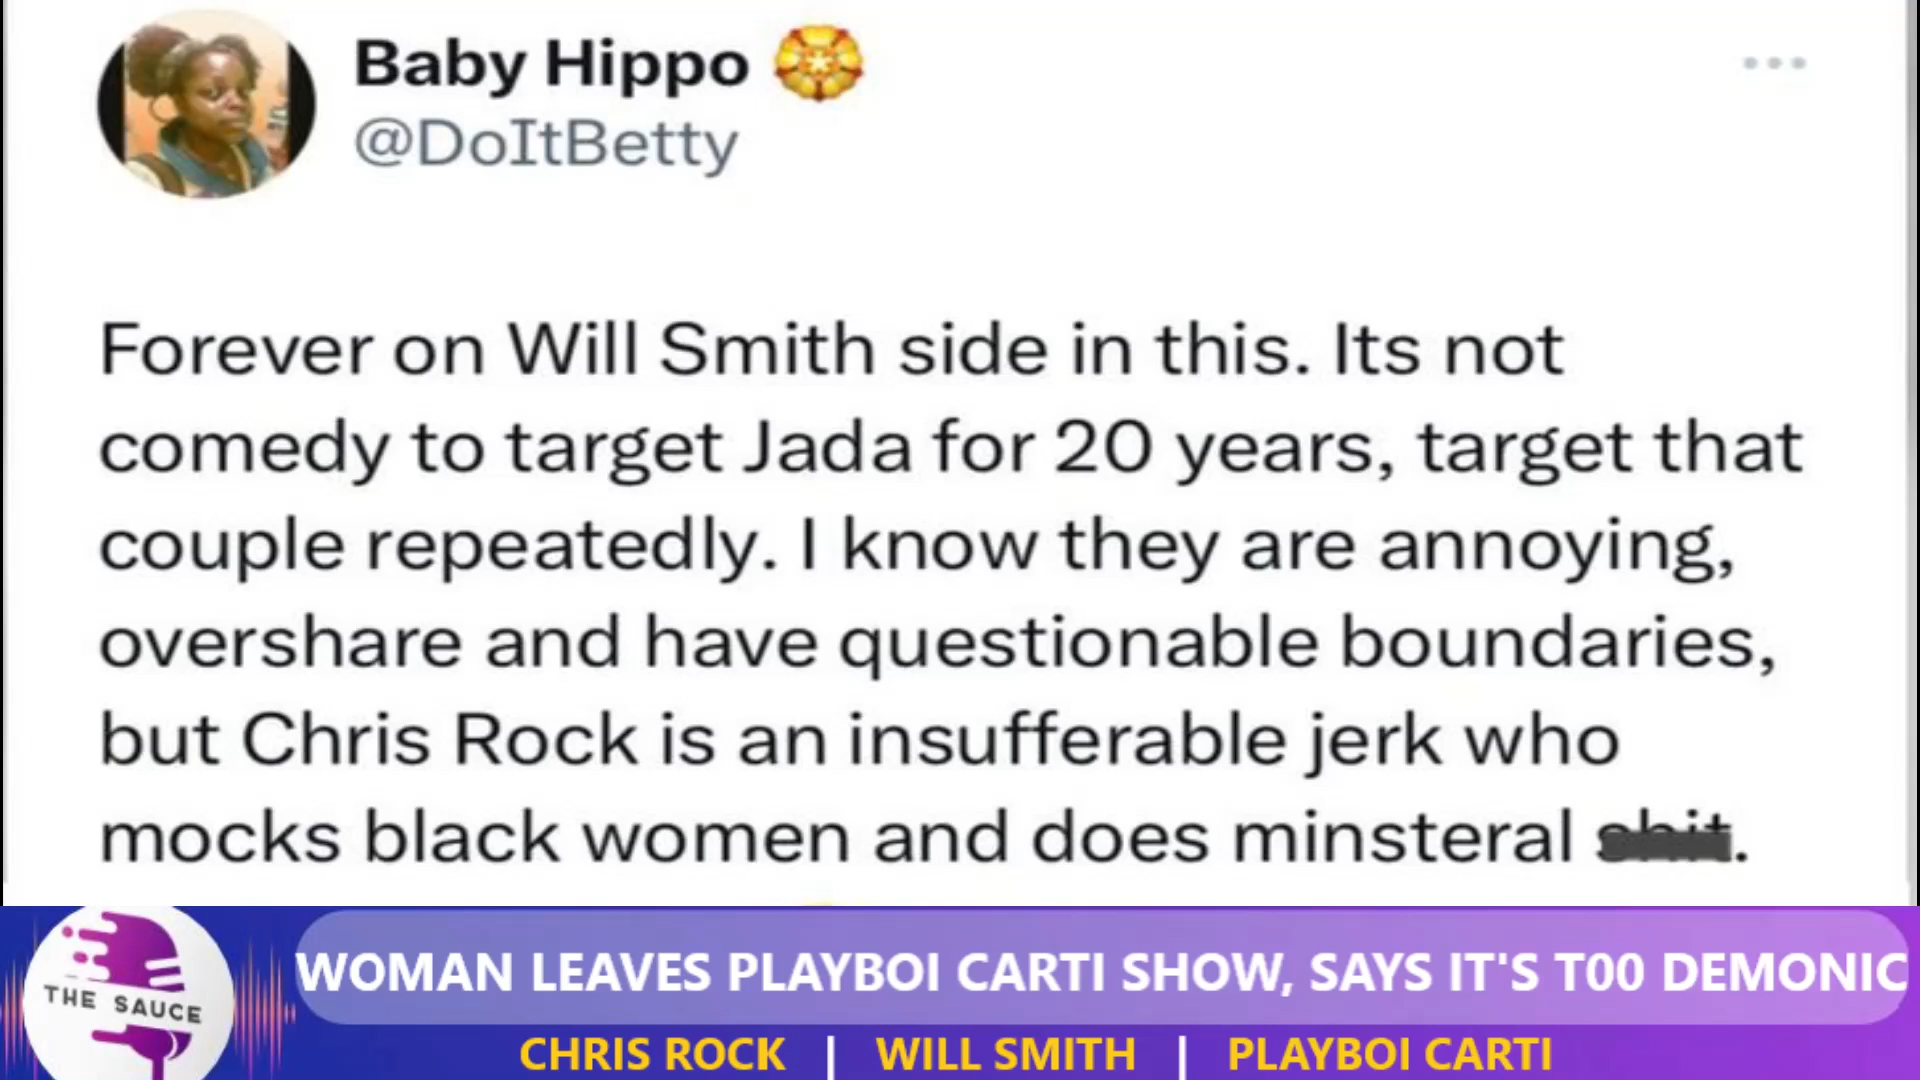 Baby Hippo
@DoItBetty
Forever on Will Smith side in this. Its not
comedy to target Jada for 20 years, target that
couple repeatedly. I know they are annoying,
overshare and have questionable boundaries,
but Chris Rock is an insufferable jerk who
mocks black women and does minsteral shit.
THE SAUCE
WOMAN LEAVES PLAYBOI CARTI SHOW, SAYS IT'S T00 DEMONIC
CHRIS ROCK | WILL SMITH | PLAYBOI CARTI